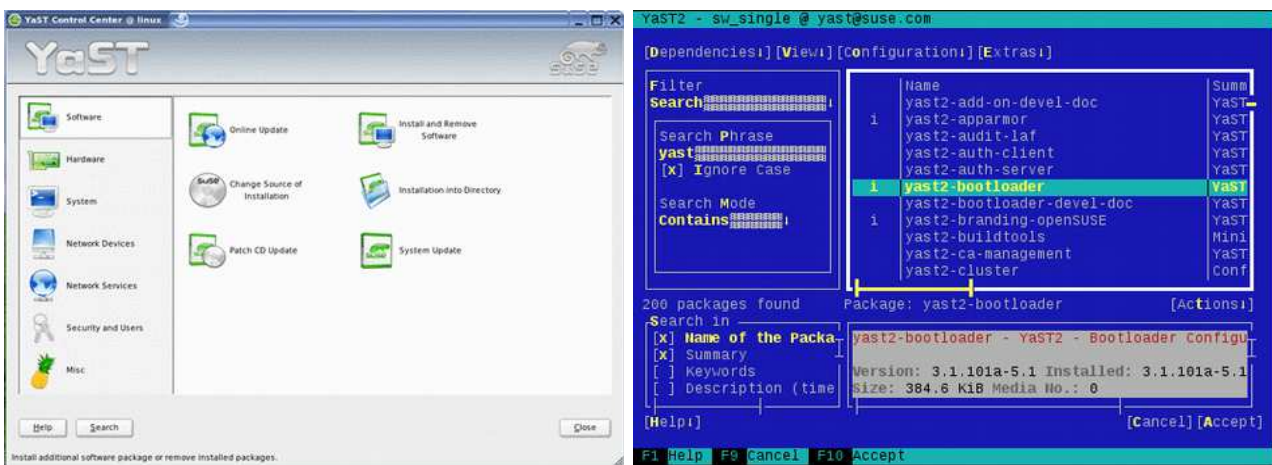 YaST Control Center @ linux
YaST
SUSE
Software
Hardware
System
Network Devices
Network Services
Security and Users
Misc
Online Update
Install and Remove
Software
Change Source of
Installation
Installation into Directory
Patch CD Update
System Update
Help
Search
Close
Install additional software package or remove installed packages.
YaST2 - sw_single @ yast@suse.com
[Dependencies↓][View↓][Configuration↓][Extras↓]
Filter
Search
Search Phrase
yast
[x] Ignore Case
Search Mode
Contains
Name Summ
yast2-add-on-devel-doc YaST
i yast2-apparmor YaST
yast2-audit-laf YaST
yast2-auth-client YaST
yast2-auth-server YaST
i yast2-bootloader YaST
yast2-bootloader-devel-doc YaST
i yast2-branding-openSUSE YaST
yast2-buildtools Mini
yast2-ca-management YaST
yast2-cluster Conf
200 packages found
Package: yast2-bootloader [Actions↓]
Search in
[x] Name of the Packa
[x] Summary
[ ] Keywords
[ ] Description (time
yast2-bootloader - YaST2 - Bootloader Configu
Version: 3.1.101a-5.1 Installed: 3.1.101a-5.1
Size: 384.6 KiB Media No.: 0
[Help↓] [Cancel][Accept]
F1 Help F9 Cancel F10 Accept